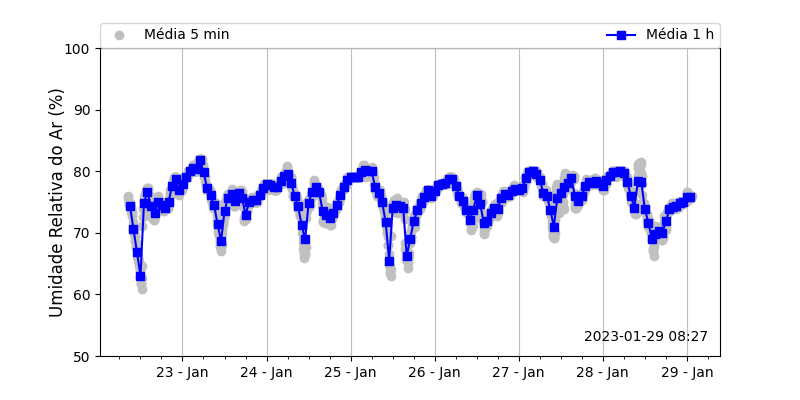 Média 5 min
Média 1 h
Umidade Relativa do Ar (%)
100
90
80
70
60
50
2023-01-29 08:27
23 - Jan
24 - Jan
25 - Jan
26 - Jan
27 - Jan
28 - Jan
29 - Jan